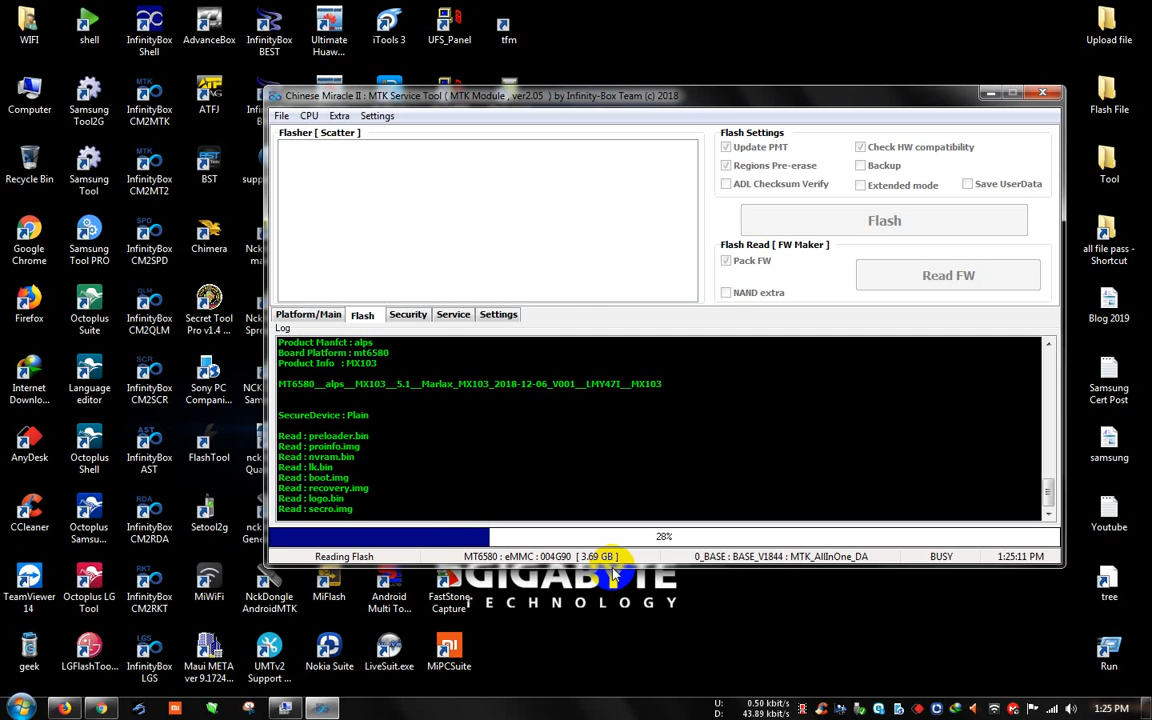 WIFI
shell
InfinityBox
Shell
AdvanceBox
InfinityBox
BEST
Ultimate
Huaw...
iTools 3
UFS_Panel
tfm
Upload file
Chinese Miracle II : MTK Service Tool ( MTK Module , ver2.05 ) by Infinity-Box Team (c) 2018
File CPU Extra Settings
Flasher [ Scatter ]
Flash Settings
Update PMT
Check HW compatibility
Regions Pre-erase
Backup
ADL Checksum Verify
Extended mode
Save UserData
Flash
Flash Read [ FW Maker ]
Pack FW
NAND extra
Read FW
Platform/Main Flash Security Service Settings
Log
Product Manfct : alps
Board Platform : mt6580
Product Info : MX103
MT6580__alps__MX103__5.1__Marlax_MX103_2018-12-06_V001__LMY47I__MX103
SecureDevice : Plain
Read : preloader.bin
Read : proinfo.img
Read : nvram.bin
Read : lk.bin
Read : boot.img
Read : recovery.img
Read : logo.bin
Read : secro.img
28%
Reading Flash
MT6580 : eMMC : 004G90 [ 3.69 GB ]
0_BASE : BASE_V1844 : MTK_AllInOne_DA
BUSY
1:25:11 PM
Computer
Samsung
Tool2G
InfinityBox
CM2MTK
ATFJ
Flash File
Recycle Bin
Samsung
Tool
InfinityBox
CM2MT2
BST
Tool
Google
Chrome
Samsung
Tool PRO
InfinityBox
CM2SPD
Chimera
all file pass -
Shortcut
Firefox
Octoplus
Suite
InfinityBox
CM2QLM
Secret Tool
Pro v1.4 ...
Blog 2019
Internet
Downlo...
Language
editor
InfinityBox
CM2SCR
Sony PC
Compani...
Samsung
Cert Post
AnyDesk
Octoplus
Shell
InfinityBox
AST
FlashTool
samsung
CCleaner
Octoplus
Samsu...
InfinityBox
CM2RDA
Setool2g
Youtube
TeamViewer
14
Octoplus LG
Tool
InfinityBox
CM2RKT
MiWiFi
NckDongle
AndroidMTK
MiFlash
Android
Multi To...
FastStone
Capture
GIGABYTE
TECHNOLOGY
tree
geek
LGFlashToo...
InfinityBox
LGS
Maui META
ver 9.1724...
UMTv2
Support ...
Nokia Suite
LiveSuit.exe
MiPCSuite
Run
U: 0.50 kbit/s
D: 43.89 kbit/s
1:25 PM